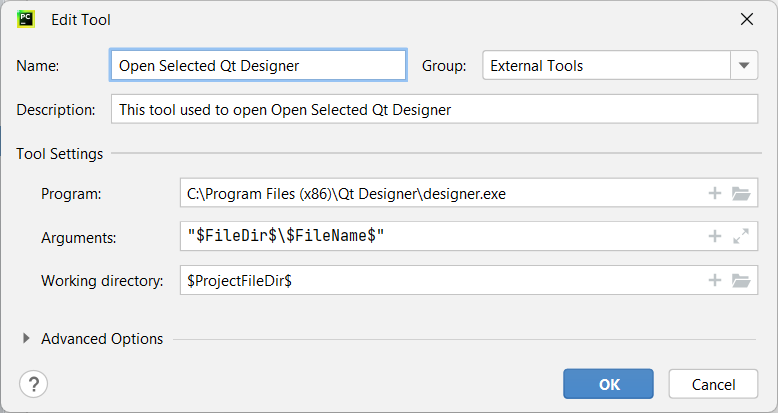 PC Edit Tool
Name: Open Selected Qt Designer Group: External Tools
Description: This tool used to open Open Selected Qt Designer
Tool Settings
Program: C:\Program Files (x86)\Qt Designer\designer.exe
Arguments: "$FileDir$\$FileName$"
Working directory: $ProjectFileDir$
Advanced Options
? OK Cancel